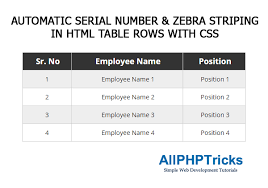 AUTOMATIC SERIAL NUMBER & ZEBRA STRIPING
IN HTML TABLE ROWS WITH CSS
Sr. No Employee Name Position
1 Employee Name 1 Position 1
2 Employee Name 2 Position 2
3 Employee Name 3 Position 3
4 Employee Name 4 Position 4
AllPHPTricks
Simple Web Development Tutorials